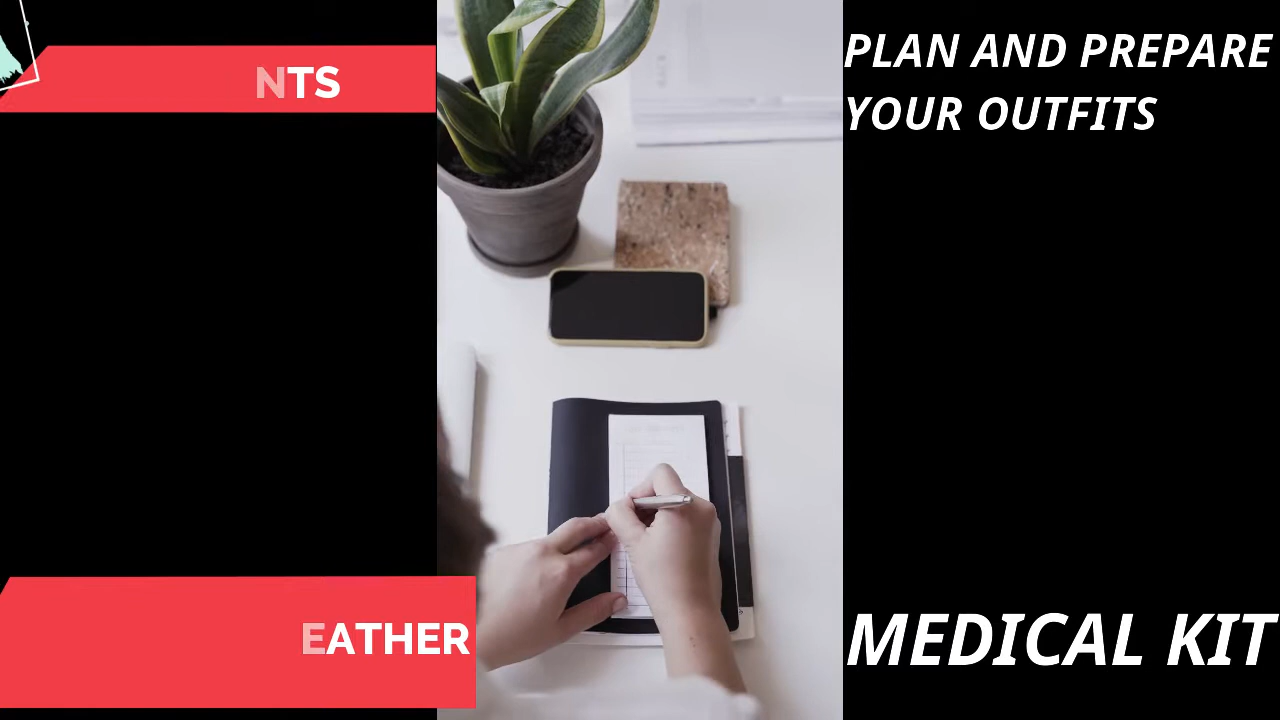 NTS
PLAN AND PREPARE
YOUR OUTFITS
EATHER
MEDICAL KIT